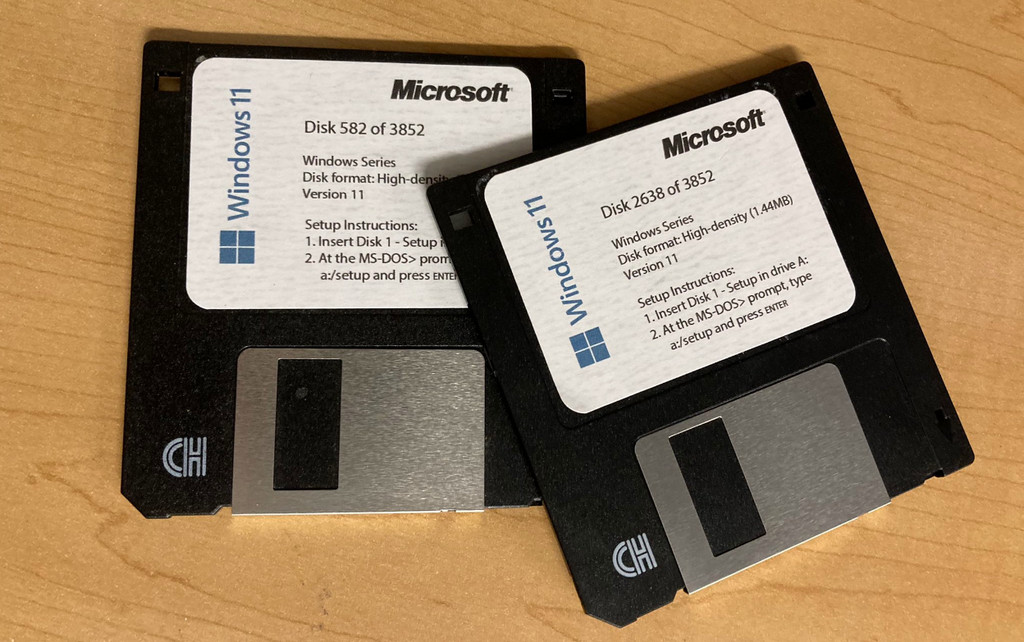 Microsoft
Windows 11
Disk 582 of 3852
Windows Series
Disk format:
Version 11
Setup Instructions:
1. Insert Disk 1 - Setup
2. At the MS-DOS>
a:/setup and press ENTER
CH
Microsoft
Windows 11
Disk 2638 of 3852
Windows Series
Disk format: High-density (1.44MB)
Version 11
Setup Instructions:
1. Insert Disk 1 - Setup in drive A:
2. At the MS-DOS> prompt, type
a:/setup and press ENTER
CH